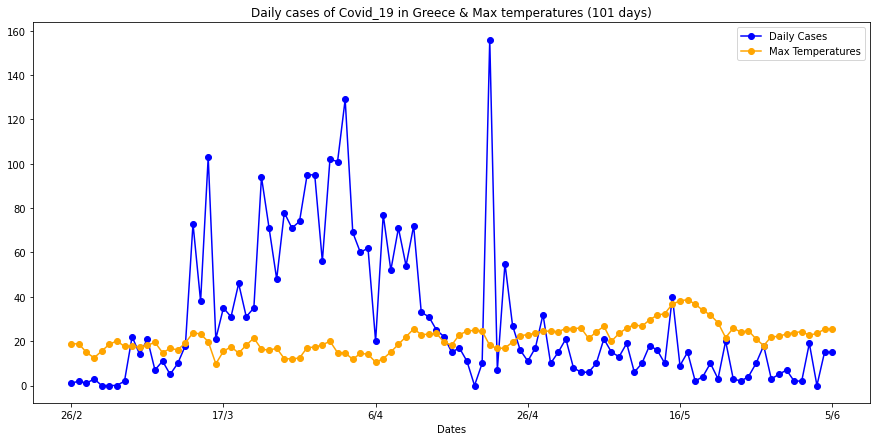 Daily cases of Covid_19 in Greece & Max temperatures (101 days)
Daily Cases
Max Temperatures
160
140
120
100
80
60
40
20
0
26/2 17/3 6/4 26/4 16/5 5/6
Dates